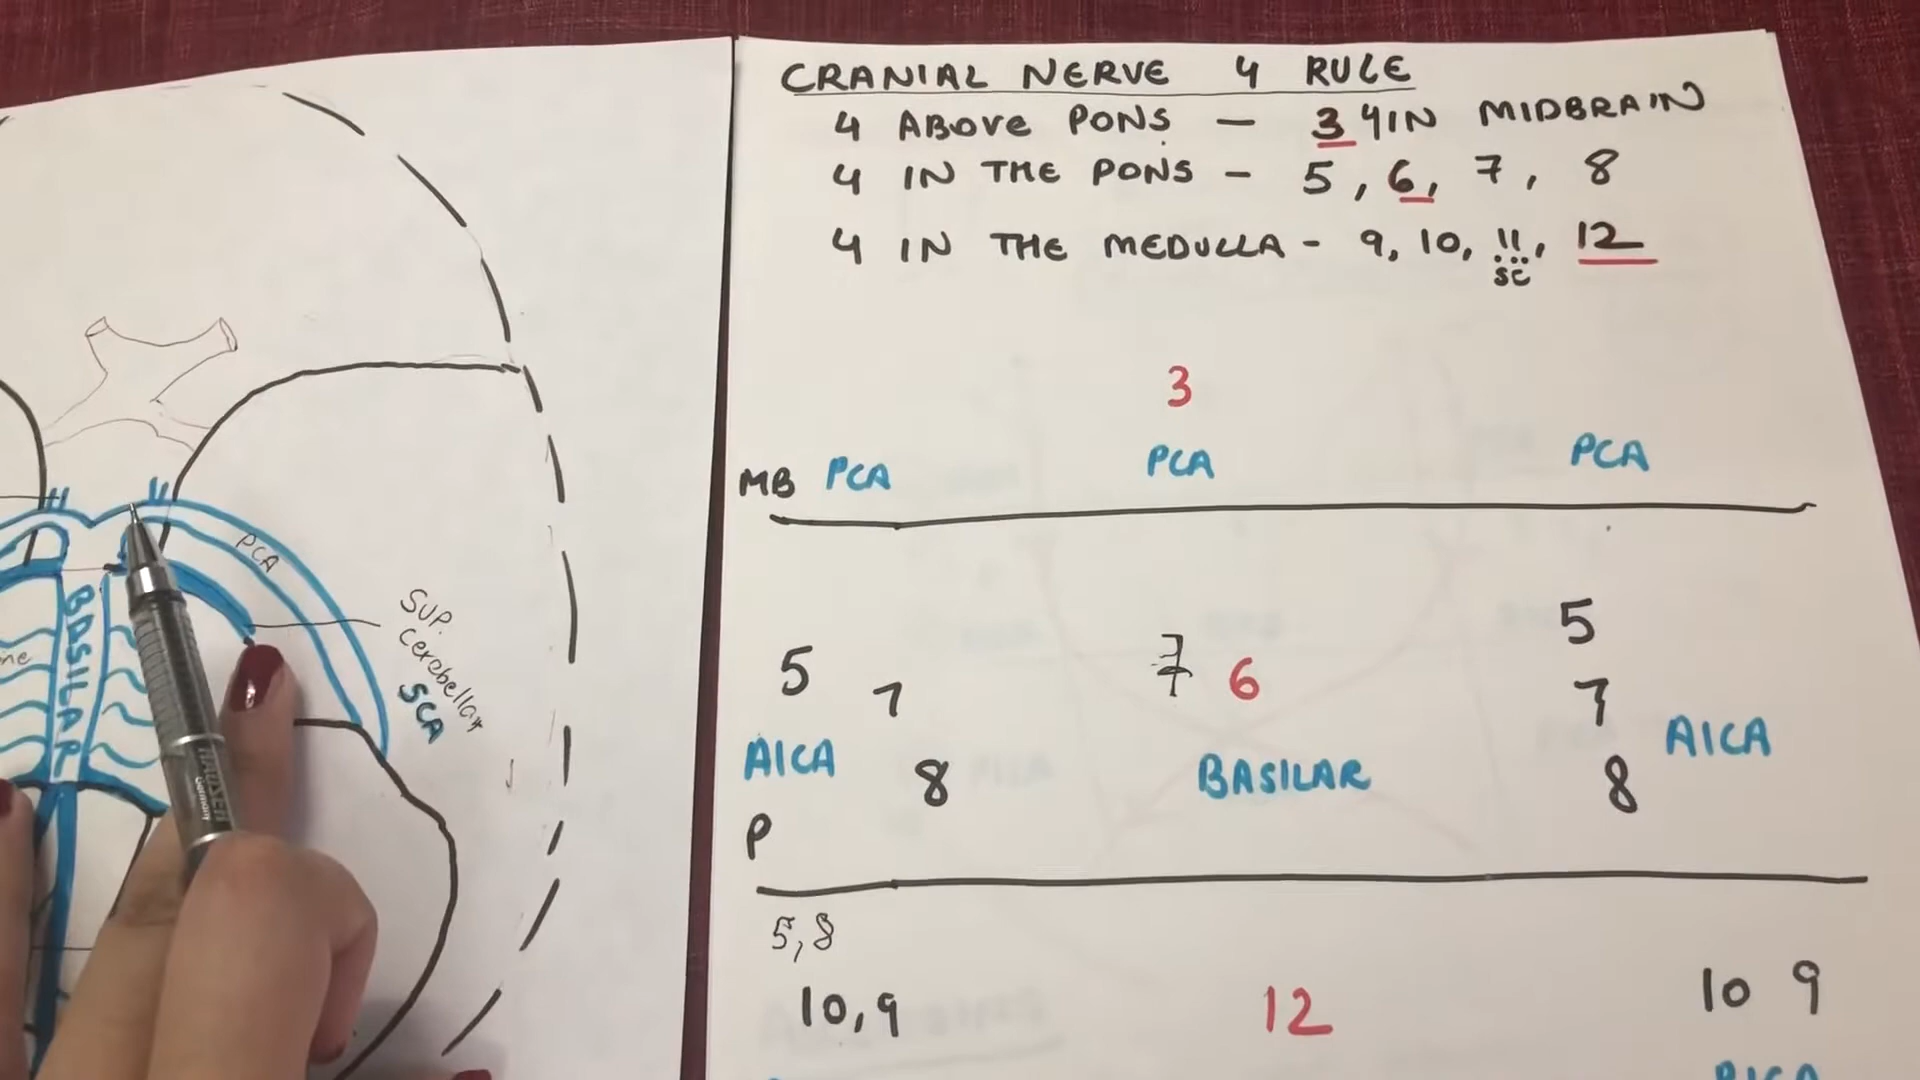 CRANIAL NERVE 4 RULE
4 ABOVE PONS - 3 4 IN MIDBRAIN
4 IN THE PONS - 5, 6, 7, 8
4 IN THE MEDULLA - 9, 10, 11, 12
SC
3
MB PCA PCA PCA
5 7 8
AICA
P
7 6
BASILAR
5
7
8
AICA
5,8
10,9 12 10 9
PCA
SUP.
cerebellar
SCA
BASILAR